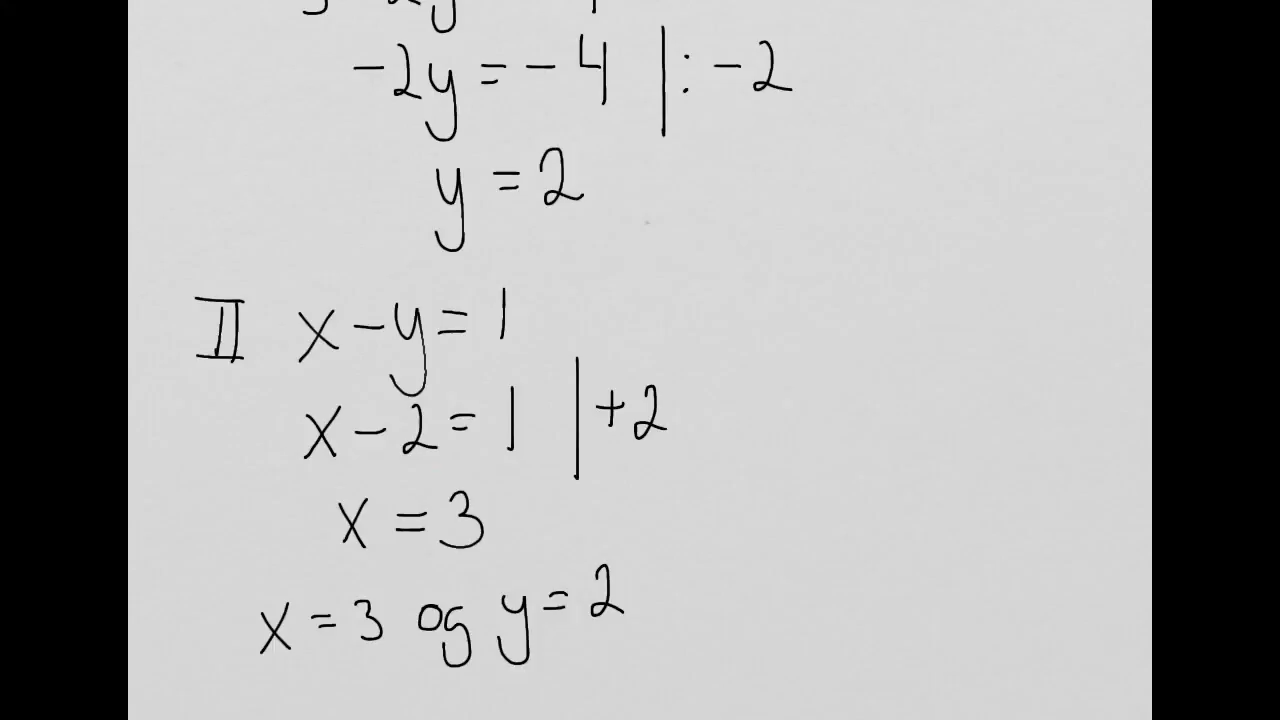 -2y = -4 |: -2
y = 2
II x - y = 1
x - 2 = 1 | +2
x = 3
x = 3 og y = 2